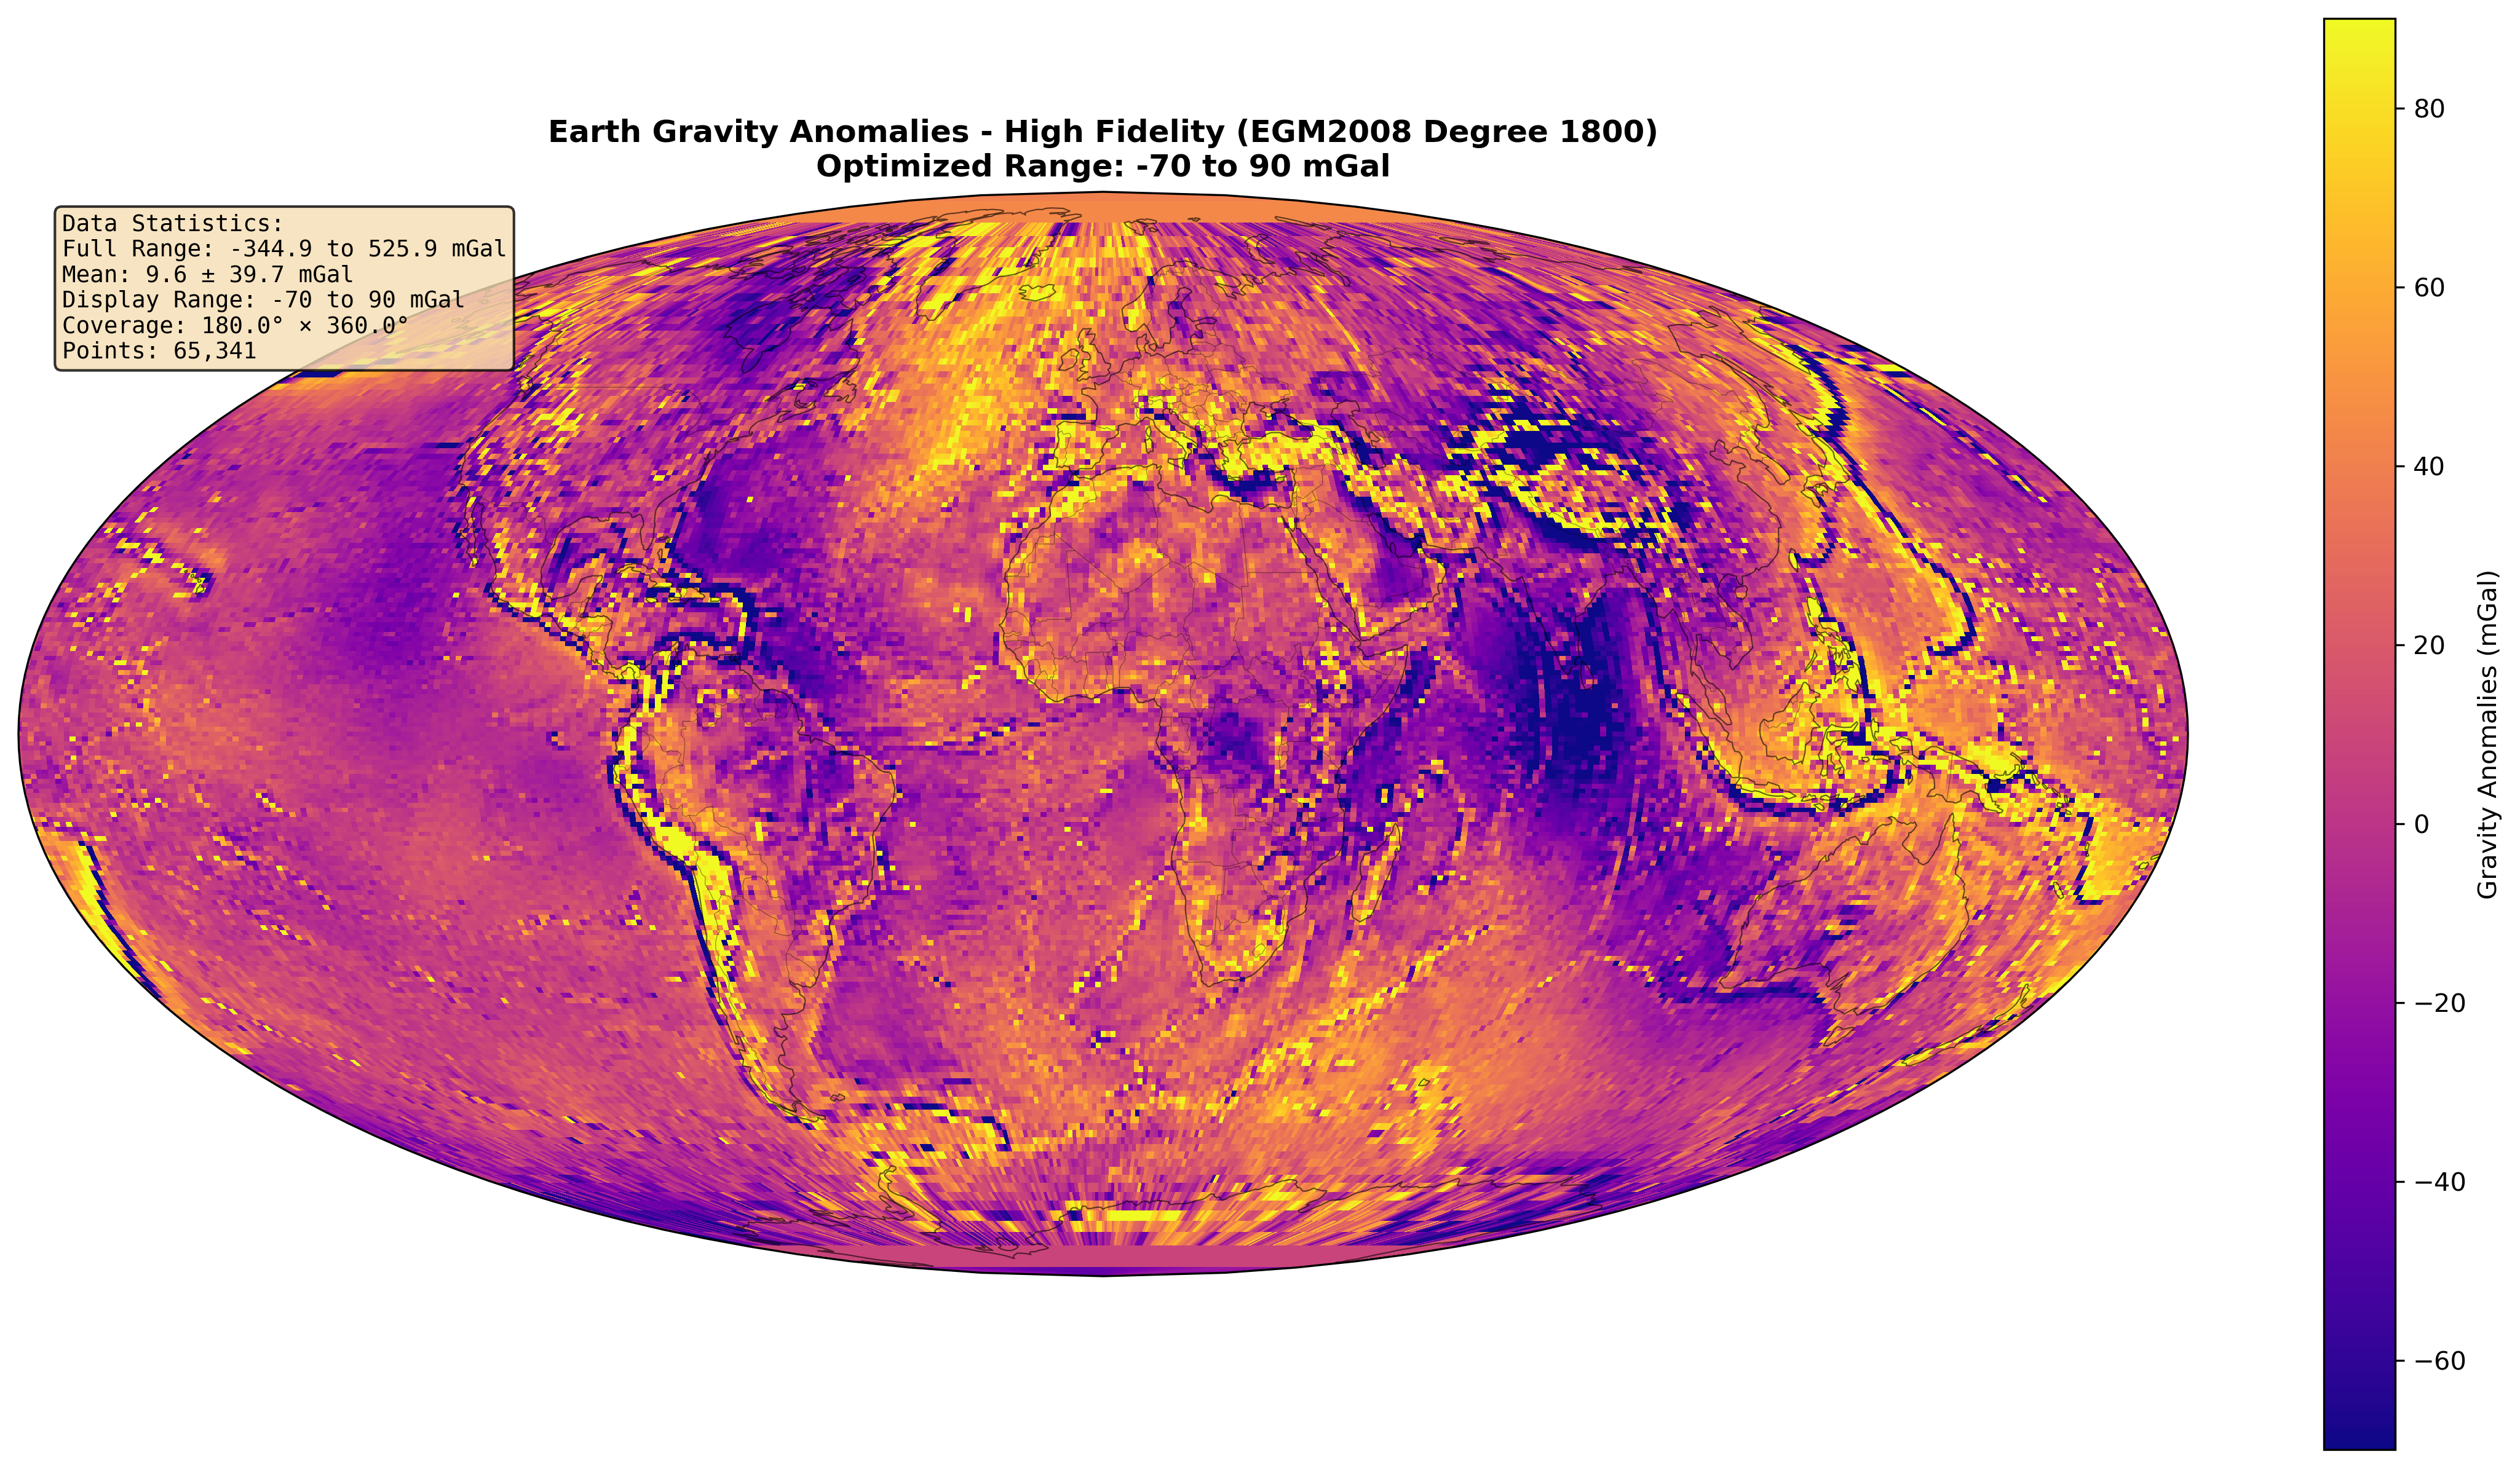 Earth Gravity Anomalies - High Fidelity (EGM2008 Degree 1800)
Optimized Range: -70 to 90 mGal
Data Statistics:
Full Range: -344.9 to 525.9 mGal
Mean: 9.6 ± 39.7 mGal
Display Range: -70 to 90 mGal
Coverage: 180.0° × 360.0°
Points: 65,341
80
60
40
20
0
−20
−40
−60
Gravity Anomalies (mGal)